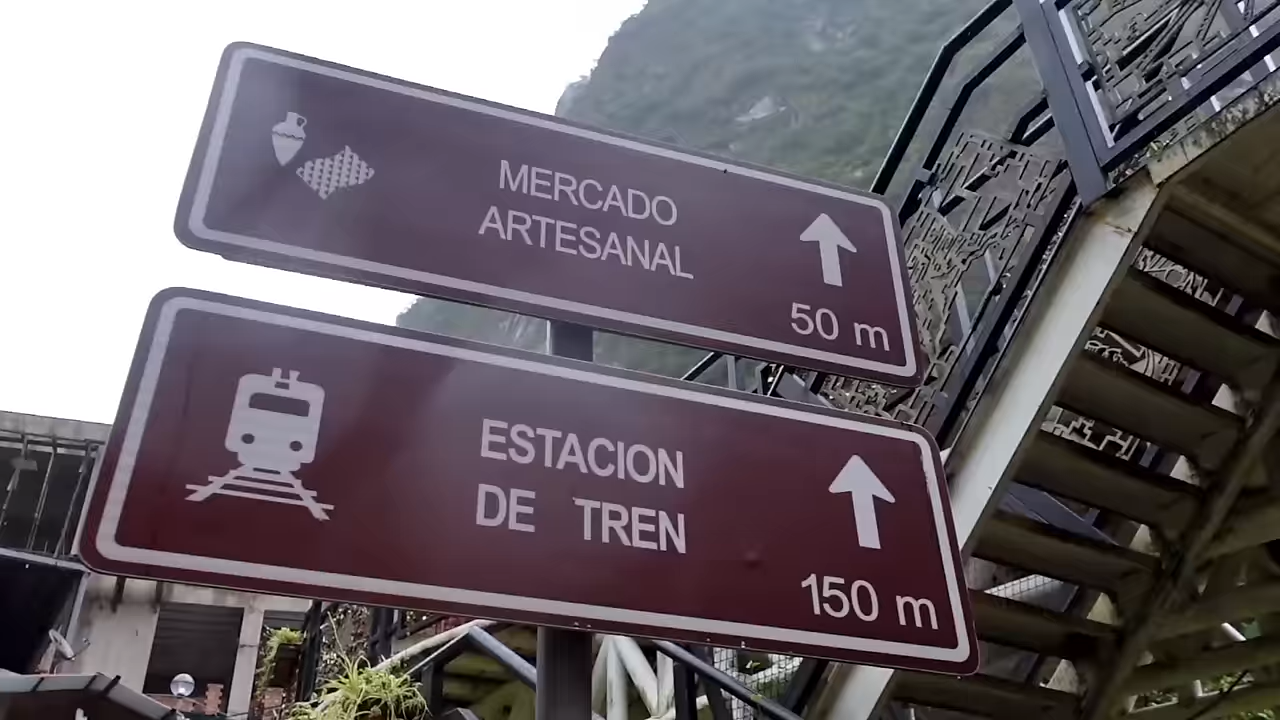 MERCADO
ARTESANAL
50 m
ESTACION
DE TREN
150 m